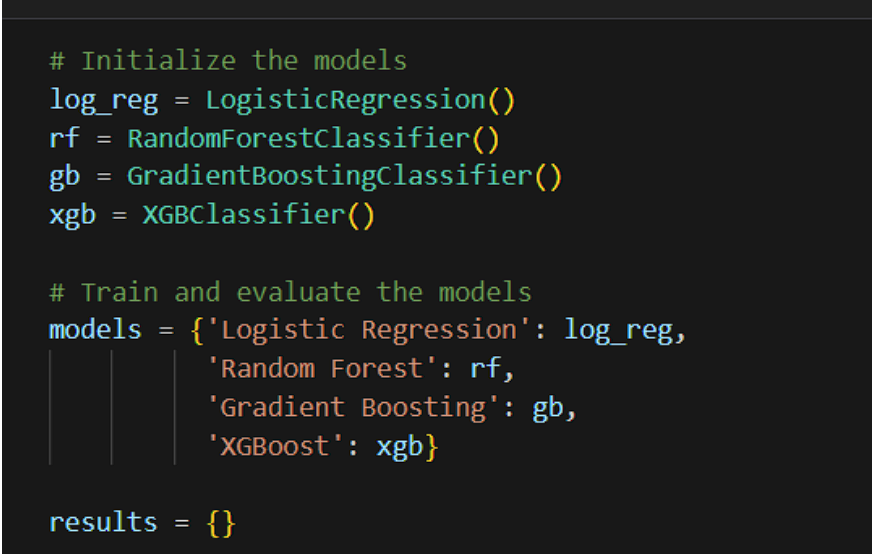 # Initialize the models
log_reg = LogisticRegression()
rf = RandomForestClassifier()
gb = GradientBoostingClassifier()
xgb = XGBClassifier()
# Train and evaluate the models
models = {'Logistic Regression': log_reg,
'Random Forest': rf,
'Gradient Boosting': gb,
'XGBoost': xgb}
results = {}